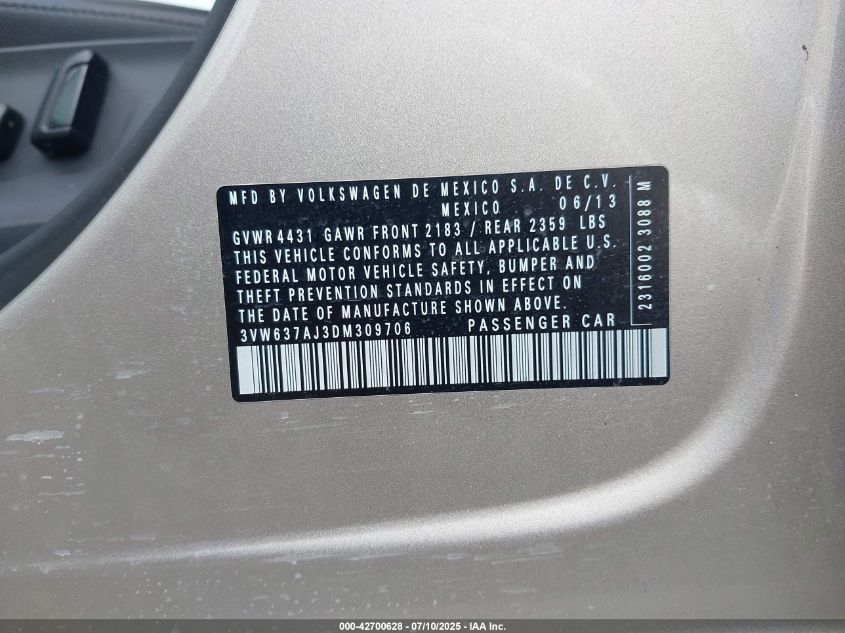 MFD BY VOLKSWAGEN DE MEXICO S.A. DE C.V.
MEXICO 06/13
GVWR 4431 GAWR FRONT 2183 / REAR 2359 LBS
THIS VEHICLE CONFORMS TO ALL APPLICABLE U.S.
FEDERAL MOTOR VEHICLE SAFETY, BUMPER AND
THEFT PREVENTION STANDARDS IN EFFECT ON
THE DATE OF MANUFACTURE SHOWN ABOVE.
3VW637AJ3DM309706 PASSENGER CAR
2316002 3088 M
000-42700628 - 07/10/2025 - IAA Inc.